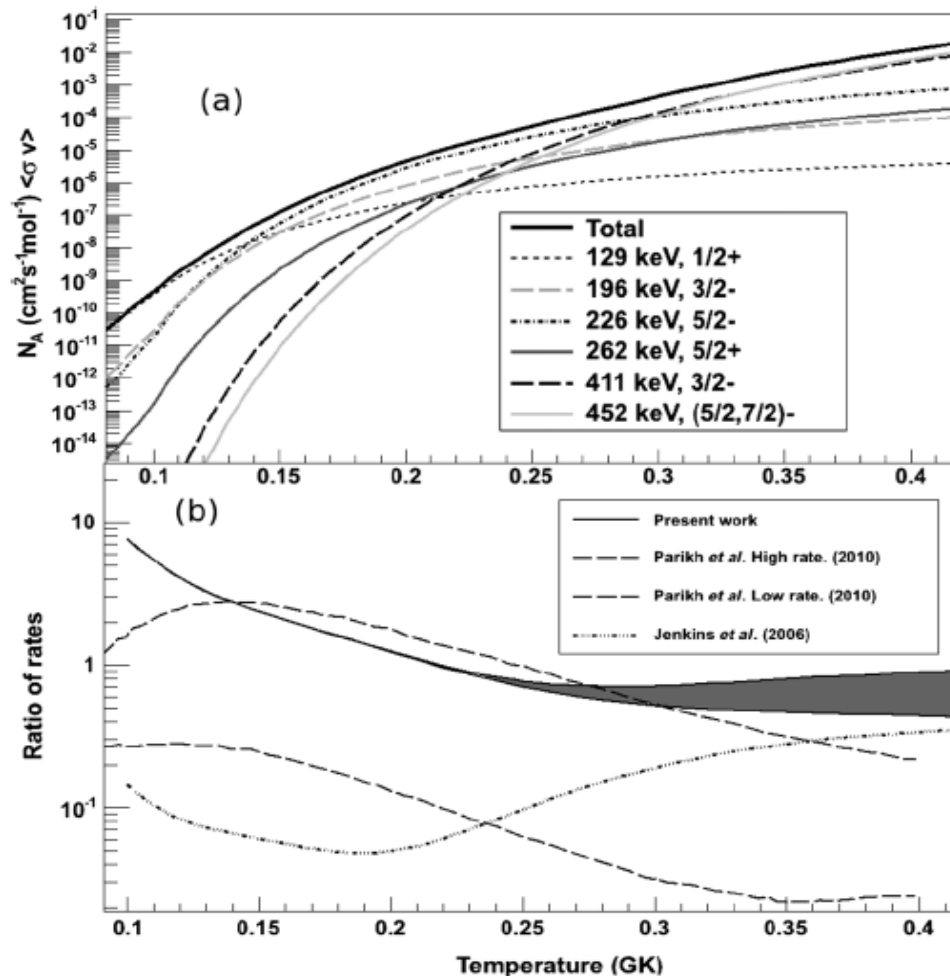 10⁻¹
10⁻²
10⁻³
10⁻⁴
10⁻⁵
10⁻⁶
10⁻⁷
10⁻⁸
10⁻⁹
10⁻¹⁰
10⁻¹¹
10⁻¹²
10⁻¹³
10⁻¹⁴
N_A (cm²s⁻¹mol⁻¹) <σ v>
(a)
Total
129 keV, 1/2+
196 keV, 3/2-
226 keV, 5/2-
262 keV, 5/2+
411 keV, 3/2-
452 keV, (5/2,7/2)-
0.1 0.15 0.2 0.25 0.3 0.35 0.4
(b)
Present work
Parikh et al. High rate. (2010)
Parikh et al. Low rate. (2010)
Jenkins et al. (2006)
10
1
10⁻¹
Ratio of rates
0.1 0.15 0.2 0.25 0.3 0.35 0.4
Temperature (GK)